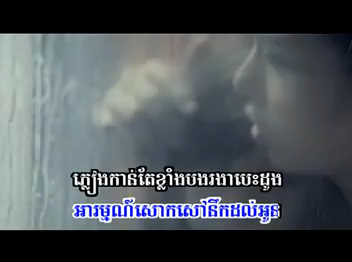 ភ្លៀងកាន់តែខ្លាំងបងរងាបេះដូង
អារម្មណ៍សោកសៅនឹកដល់អូន